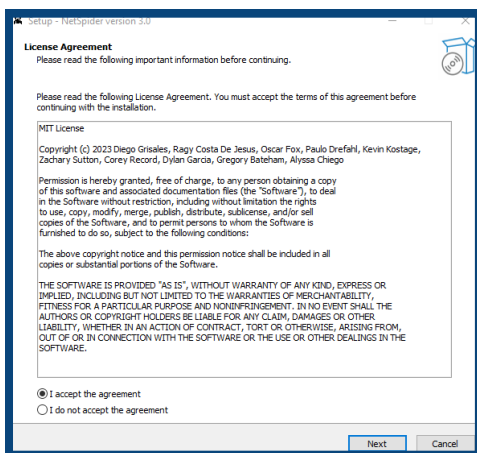 Setup - NetSpider version 3.0
License Agreement
Please read the following important information before continuing.
Please read the following License Agreement. You must accept the terms of this agreement before
continuing with the installation.
MIT License
Copyright (c) 2023 Diego Grisales, Ragy Costa De Jesus, Oscar Fox, Paulo Drefahl, Kevin Kostage,
Zachary Sutton, Corey Record, Dylan Garcia, Gregory Bateham, Alyssa Chiego
Permission is hereby granted, free of charge, to any person obtaining a copy
of this software and associated documentation files (the "Software"), to deal
in the Software without restriction, including without limitation the rights
to use, copy, modify, merge, publish, distribute, sublicense, and/or sell
copies of the Software, and to permit persons to whom the Software is
furnished to do so, subject to the following conditions:
The above copyright notice and this permission notice shall be included in all
copies or substantial portions of the Software.
THE SOFTWARE IS PROVIDED "AS IS", WITHOUT WARRANTY OF ANY KIND, EXPRESS OR
IMPLIED, INCLUDING BUT NOT LIMITED TO THE WARRANTIES OF MERCHANTABILITY,
FITNESS FOR A PARTICULAR PURPOSE AND NONINFRINGEMENT. IN NO EVENT SHALL THE
AUTHORS OR COPYRIGHT HOLDERS BE LIABLE FOR ANY CLAIM, DAMAGES OR OTHER
LIABILITY, WHETHER IN AN ACTION OF CONTRACT, TORT OR OTHERWISE, ARISING FROM,
OUT OF OR IN CONNECTION WITH THE SOFTWARE OR THE USE OR OTHER DEALINGS IN THE
SOFTWARE.
I accept the agreement
I do not accept the agreement
Next Cancel